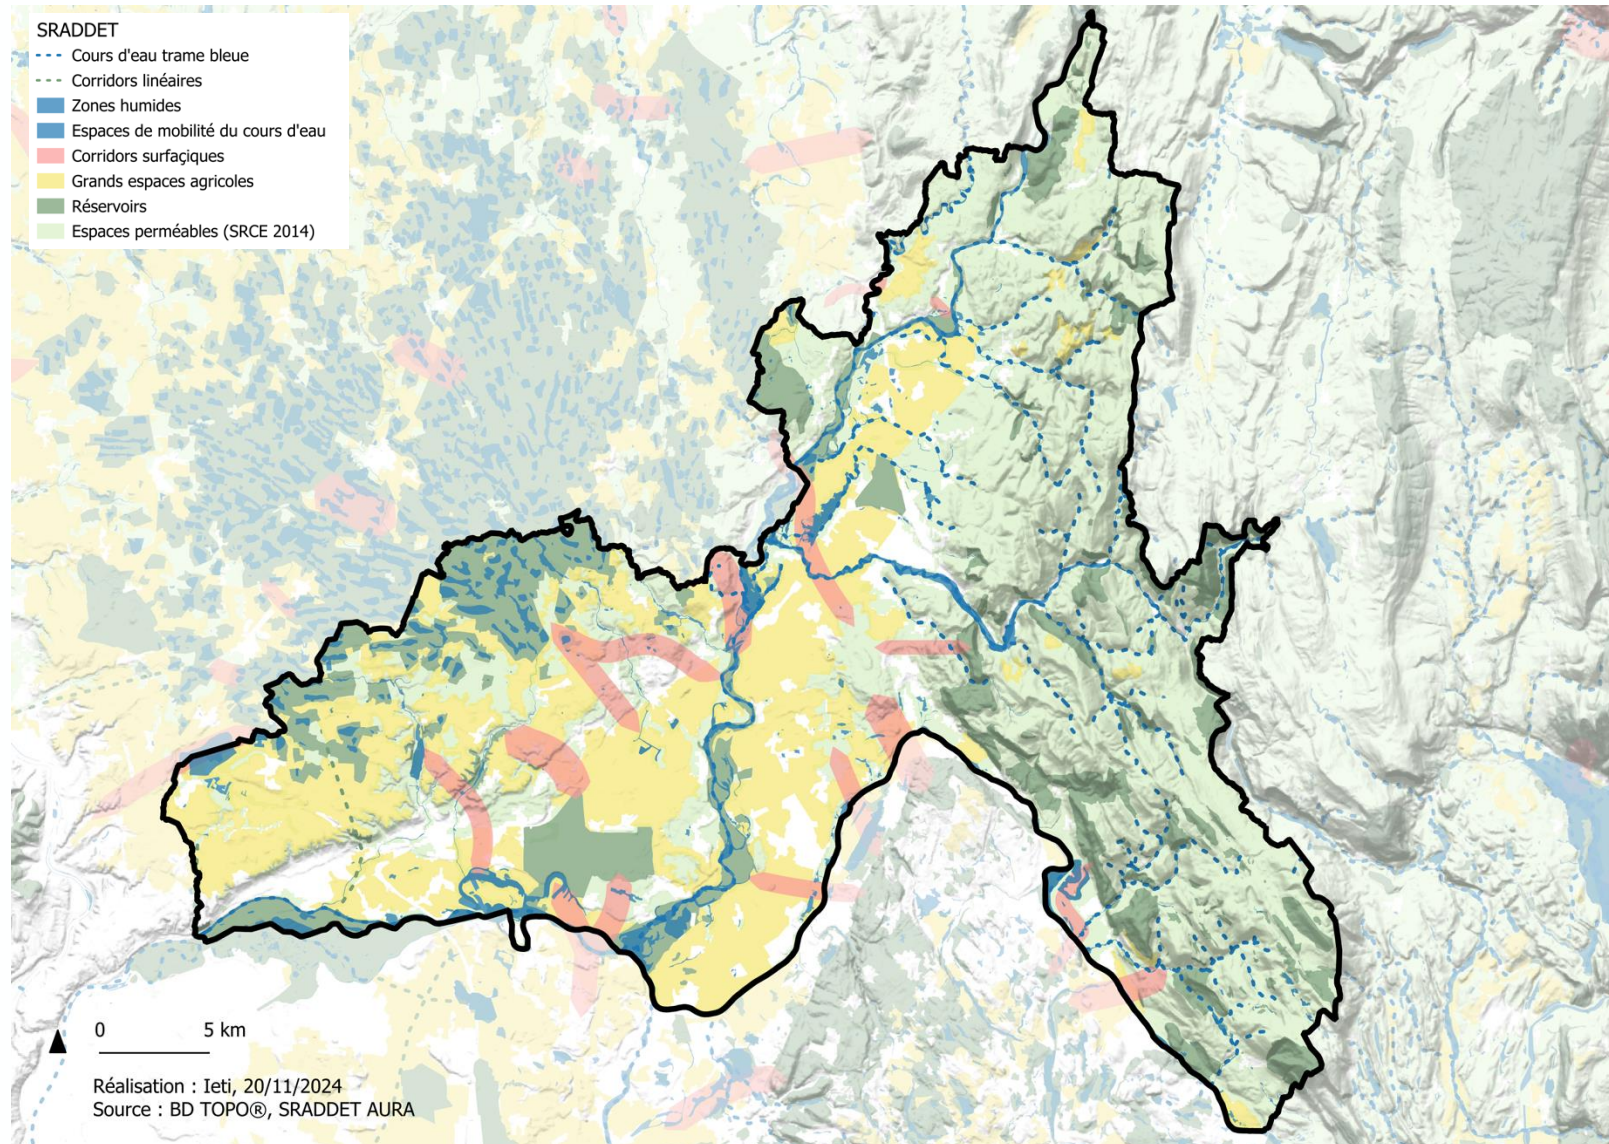 SRADDET
Cours d'eau trame bleue
Corridors linéaires
Zones humides
Espaces de mobilité du cours d'eau
Corridors surfaçiques
Grands espaces agricoles
Réservoirs
Espaces perméables (SRCE 2014)
0 5 km
Réalisation : Ieti, 20/11/2024
Source : BD TOPO®, SRADDET AURA